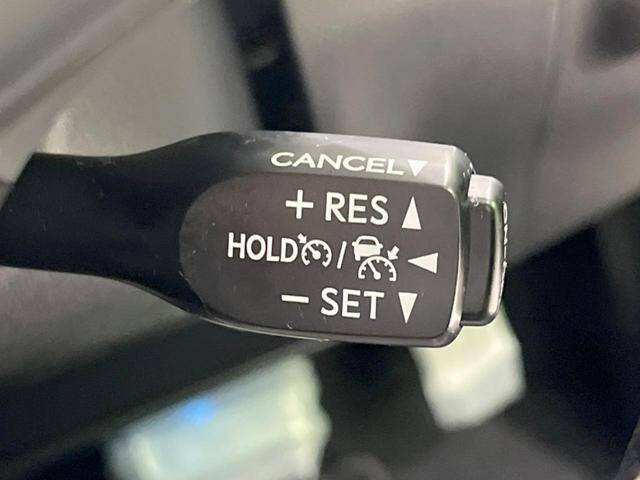 CANCEL▼
+ RES ▲
HOLD / ◀
− SET ▼